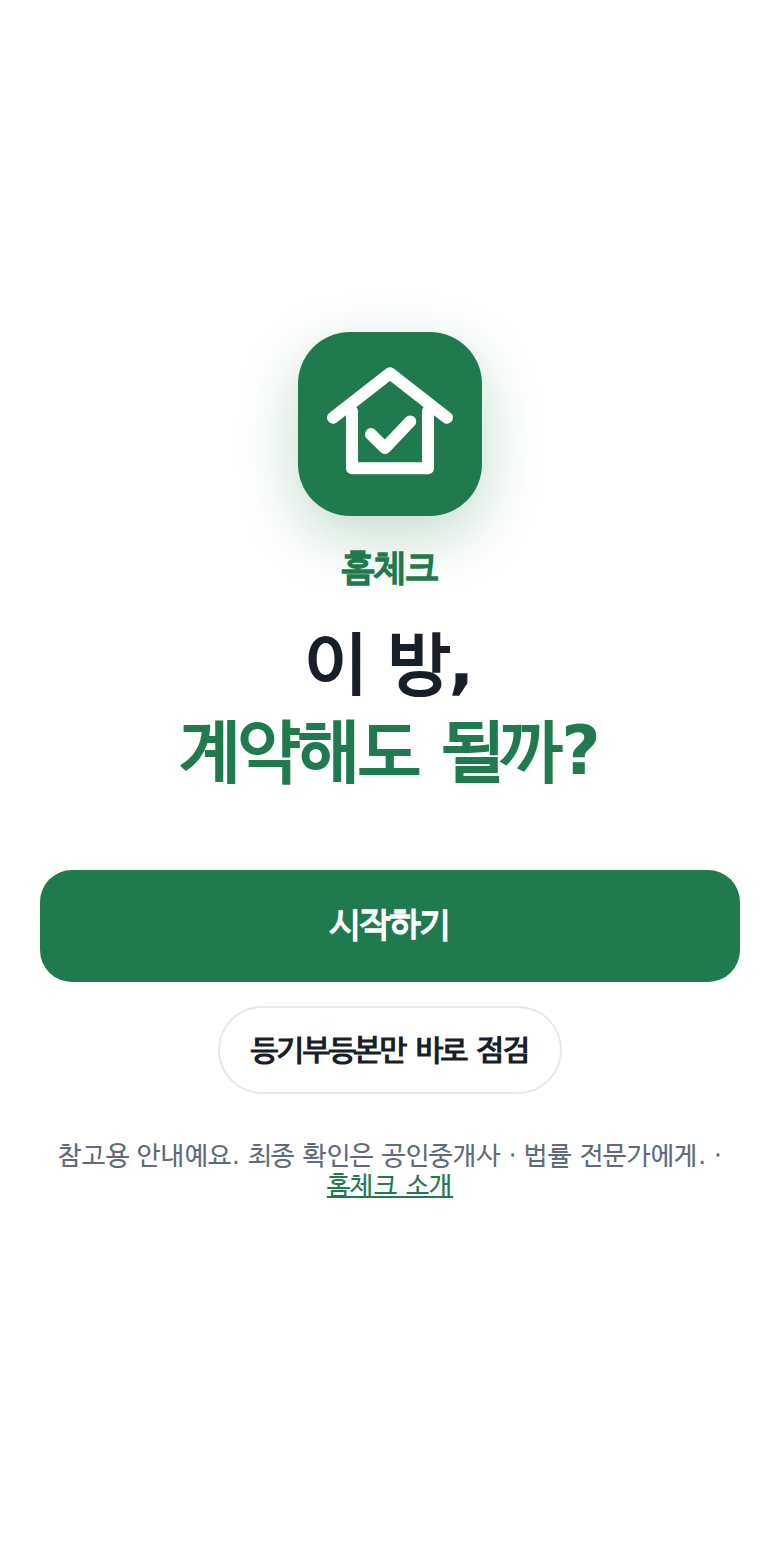 홈체크
이 방,
계약해도 될까?
시작하기
등기부등본만 바로 점검
참고용 안내예요. 최종 확인은 공인중개사 · 법률 전문가에게. ·
홈체크 소개